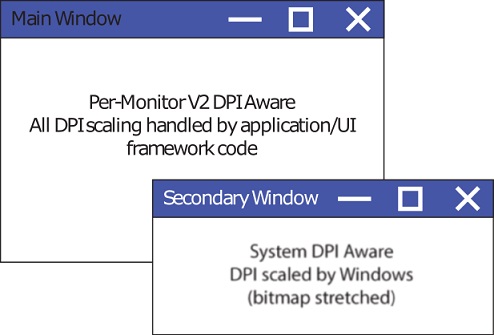 Main Window
Per-Monitor V2 DPI Aware
All DPI scaling handled by application/UI
framework code
Secondary Window
System DPI Aware
DPI scaled by Windows
(bitmap stretched)